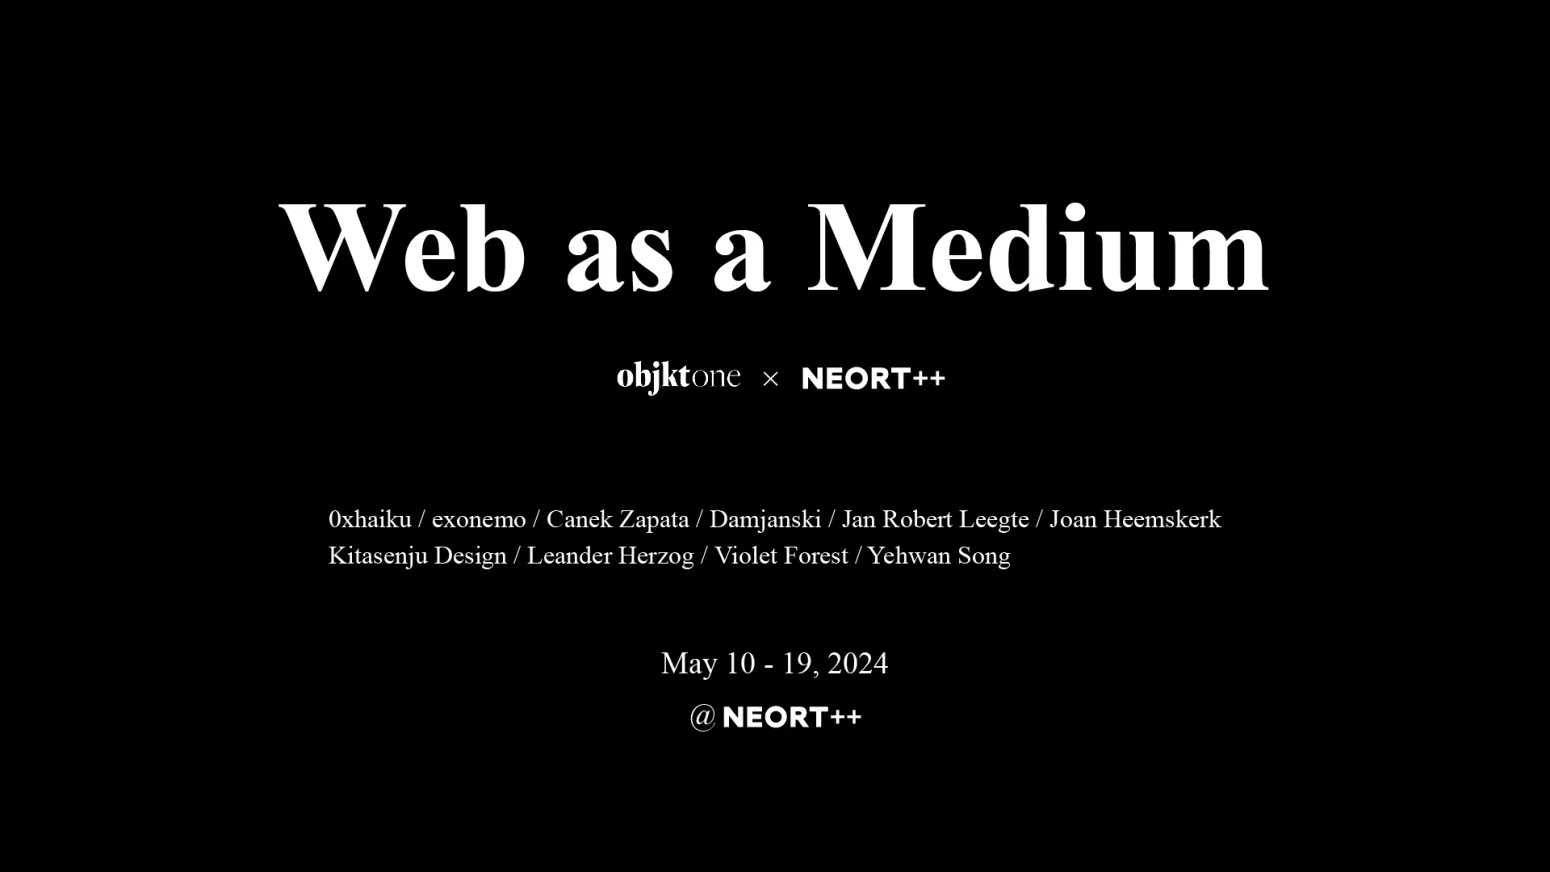 Web as a Medium
objktone × NEORT++
0xhaiku / exonemo / Canek Zapata / Damjanski / Jan Robert Leegte / Joan Heemskerk
Kitasenju Design / Leander Herzog / Violet Forest / Yehwan Song
May 10 - 19, 2024
@ NEORT++